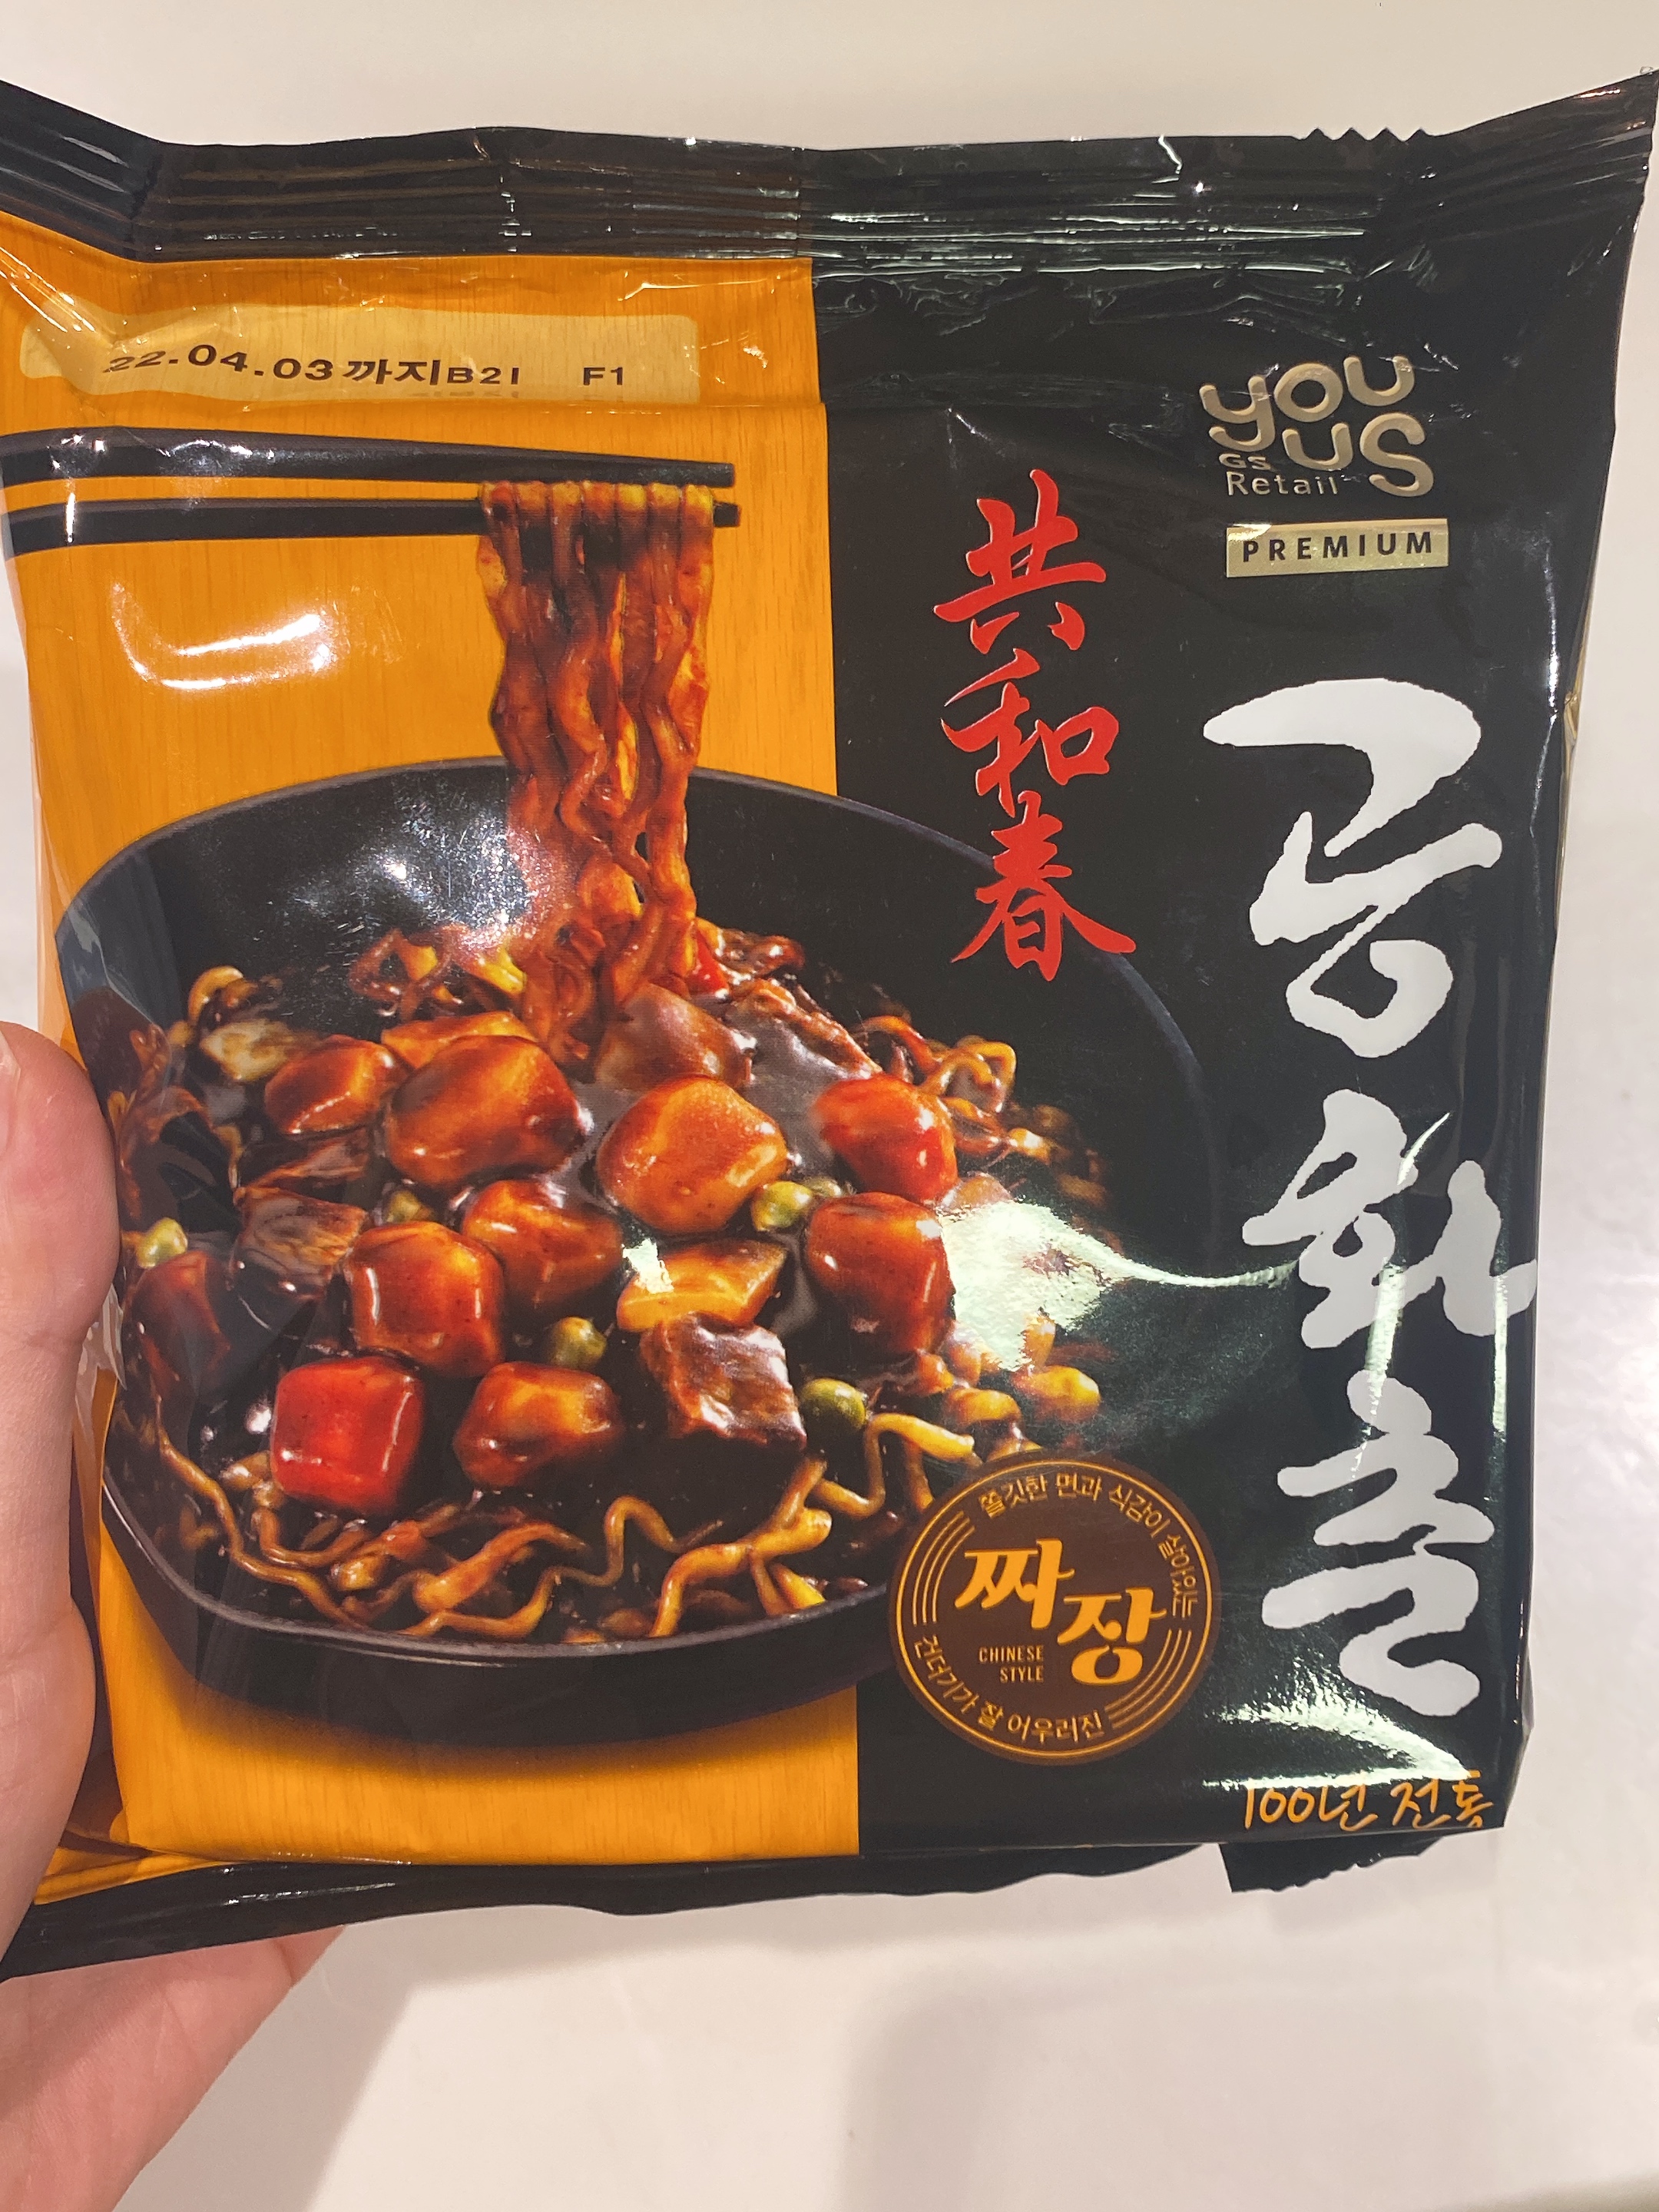 22.04.03까지B2I F1
you
us
GS
Retail
PREMIUM
共和春
공화춘
쫄깃한 면과 식감이 살아있는
짜장
CHINESE
STYLE
건더기가 잘 어우러진
100년 전통